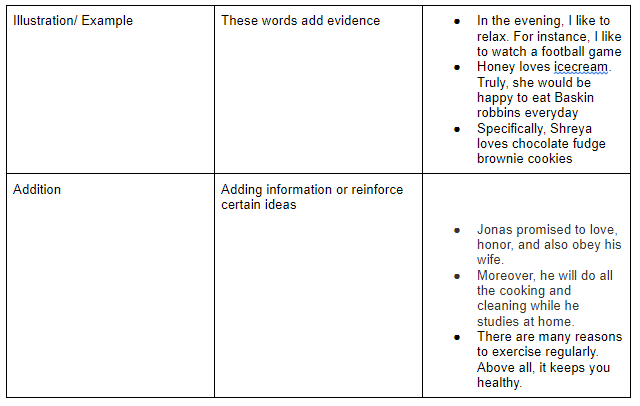 Illustration/ Example
These words add evidence
● In the evening, I like to
relax. For instance, I like
to watch a football game
● Honey loves icecream.
Truly, she would be
happy to eat Baskin
robbins everyday
● Specifically, Shreya
loves chocolate fudge
brownie cookies
Addition
Adding information or reinforce
certain ideas
● Jonas promised to love,
honor, and also obey his
wife.
● Moreover, he will do all
the cooking and
cleaning while he
studies at home.
● There are many reasons
to exercise regularly.
Above all, it keeps you
healthy.